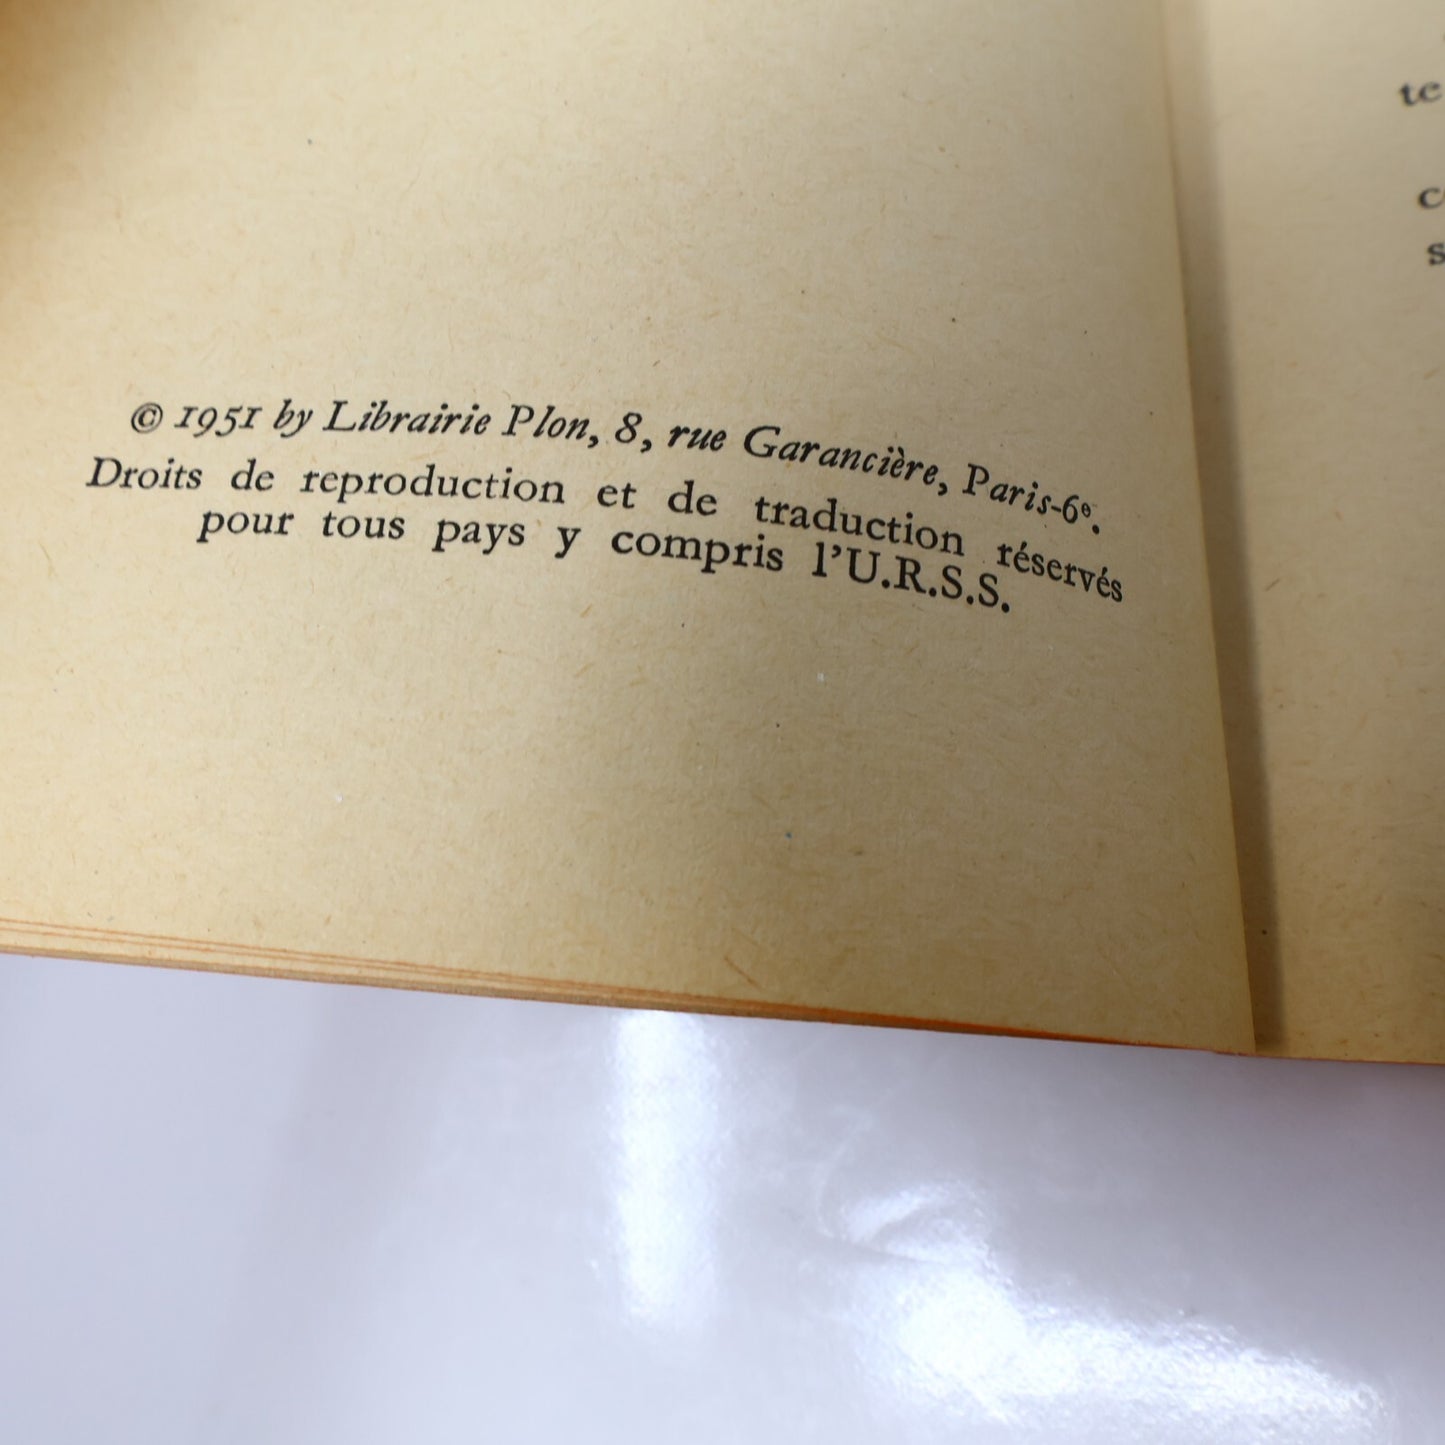 © 1951 by Librairie Plon, 8, rue Garancière, Paris-6e.
Droits de reproduction et de traduction réservés
pour tous pays y compris l'U.R.S.S.